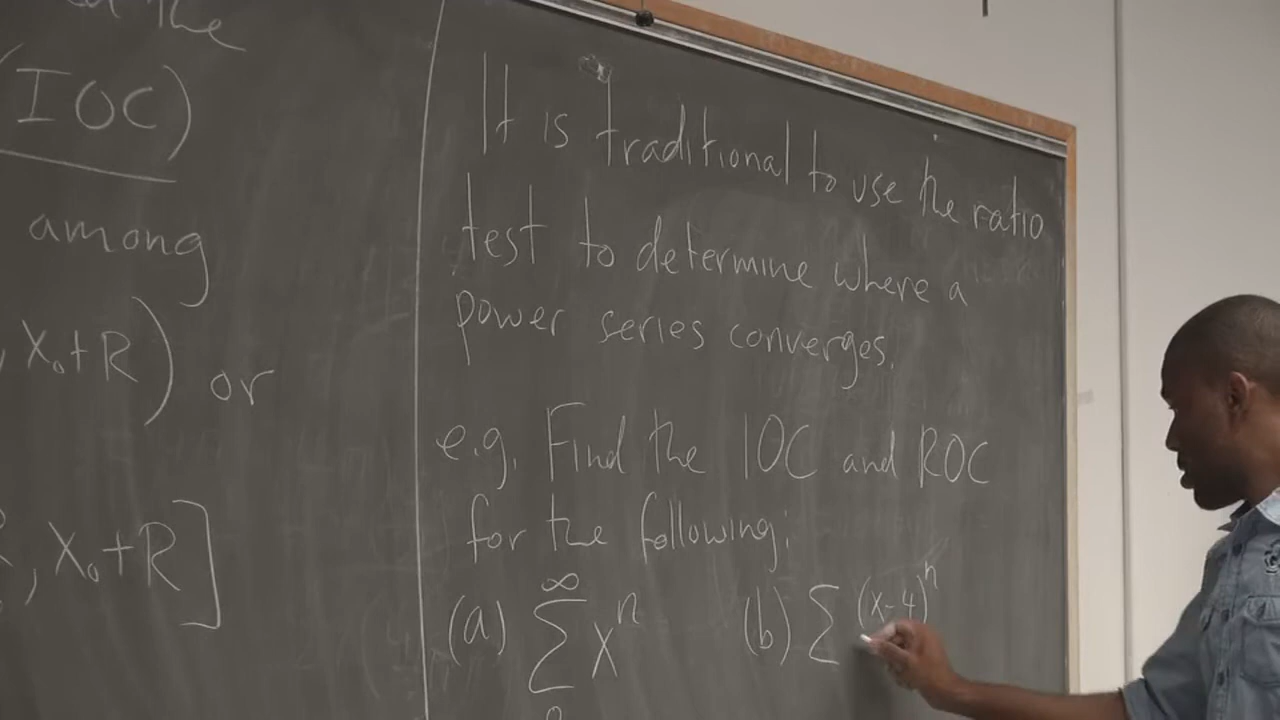 the
(IOC)
among
, X₀+R) or
, X₀+R]
It is traditional to use the ratio
test to determine where a
power series converges.
e.g. Find the IOC and ROC
for the following:
(a) ∞ Σ xⁿ (b) Σ (x-4)ⁿ